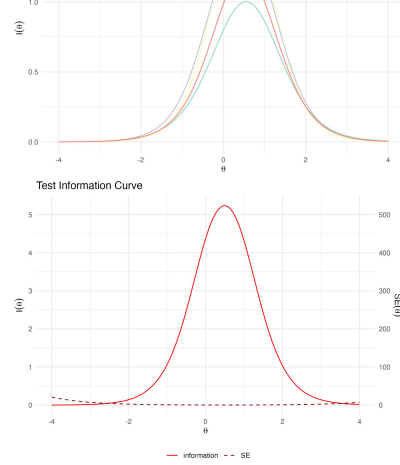 1.0
I(θ)
0.5
0.0
-4 -2 0 2 4
θ
Test Information Curve
5 500
4 400
3 300
I(θ) SE(θ)
2 200
1 100
0 0
-4 -2 0 2 4
θ
information SE